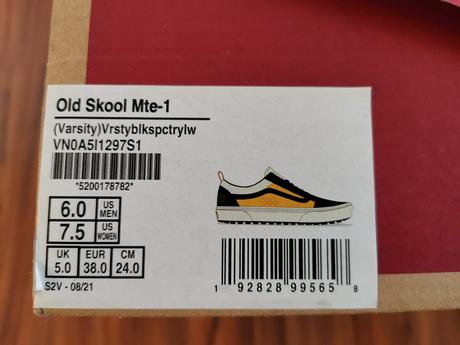 Old Skool Mte-1
(Varsity)Vrstyblkspctrylw
VN0A5I1297S1
*5200178782*
6.0 US MEN
7.5 US WOMEN
UK EUR CM
5.0 38.0 24.0
S2V - 08/21
1 92828 99565 8